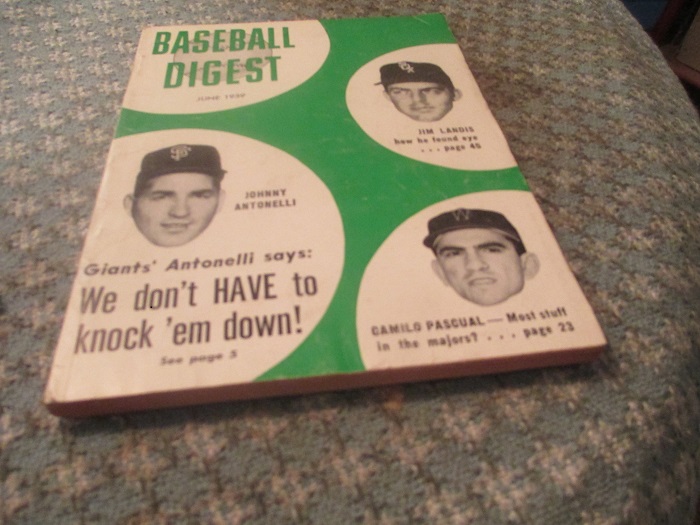 BASEBALL
DIGEST
JUNE 1959
JIM LANDIS
how he found eye
. . . page 45
JOHNNY
ANTONELLI
Giants' Antonelli says:
We don't HAVE to
knock 'em down!
See page 5
SF
W
CAMILO PASCUAL — Most stuff
in the majors? . . . page 23